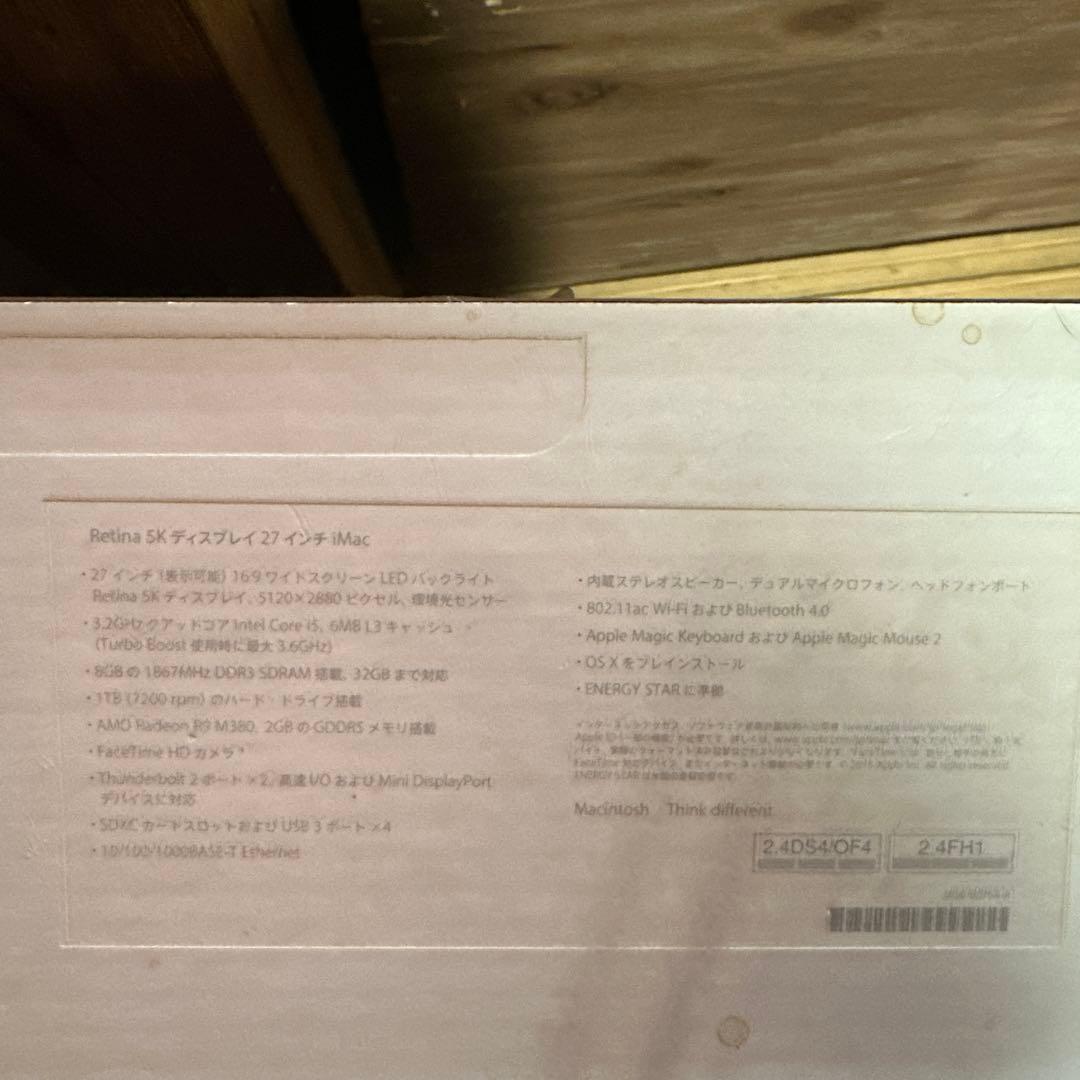 Retina 5K ディスプレイ 27 インチ iMac
・27 インチ (表示可能) 16:9 ワイドスクリーン LED バックライト
Retina 5K ディスプレイ、5120×2880 ピクセル、環境光センサー
・3.2GHz クアッドコア Intel Core i5、6MB L3 キャッシュ
(Turbo Boost 使用時に最大 3.6GHz)
・8GB の 1867MHz DDR3 SDRAM 搭載、32GB まで対応
・1TB (7200 rpm) のハード・ドライブ搭載
・AMD Radeon R9 M380、2GB の GDDR5 メモリ搭載
・FaceTime HD カメラ*
・Thunderbolt 2 ポート ×2、高速 I/O および Mini DisplayPort
デバイスに対応
・SDXC カードスロットおよび USB 3 ポート ×4
・10/100/1000BASE-T Ethernet
・内蔵ステレオスピーカー、デュアルマイクロフォン、ヘッドフォンポート
・802.11ac Wi-Fi および Bluetooth 4.0
・Apple Magic Keyboard および Apple Magic Mouse 2
・OS X をプレインストール
・ENERGY STAR に準拠
Macintosh Think different.
2.4DS4/OF4
2.4FH1